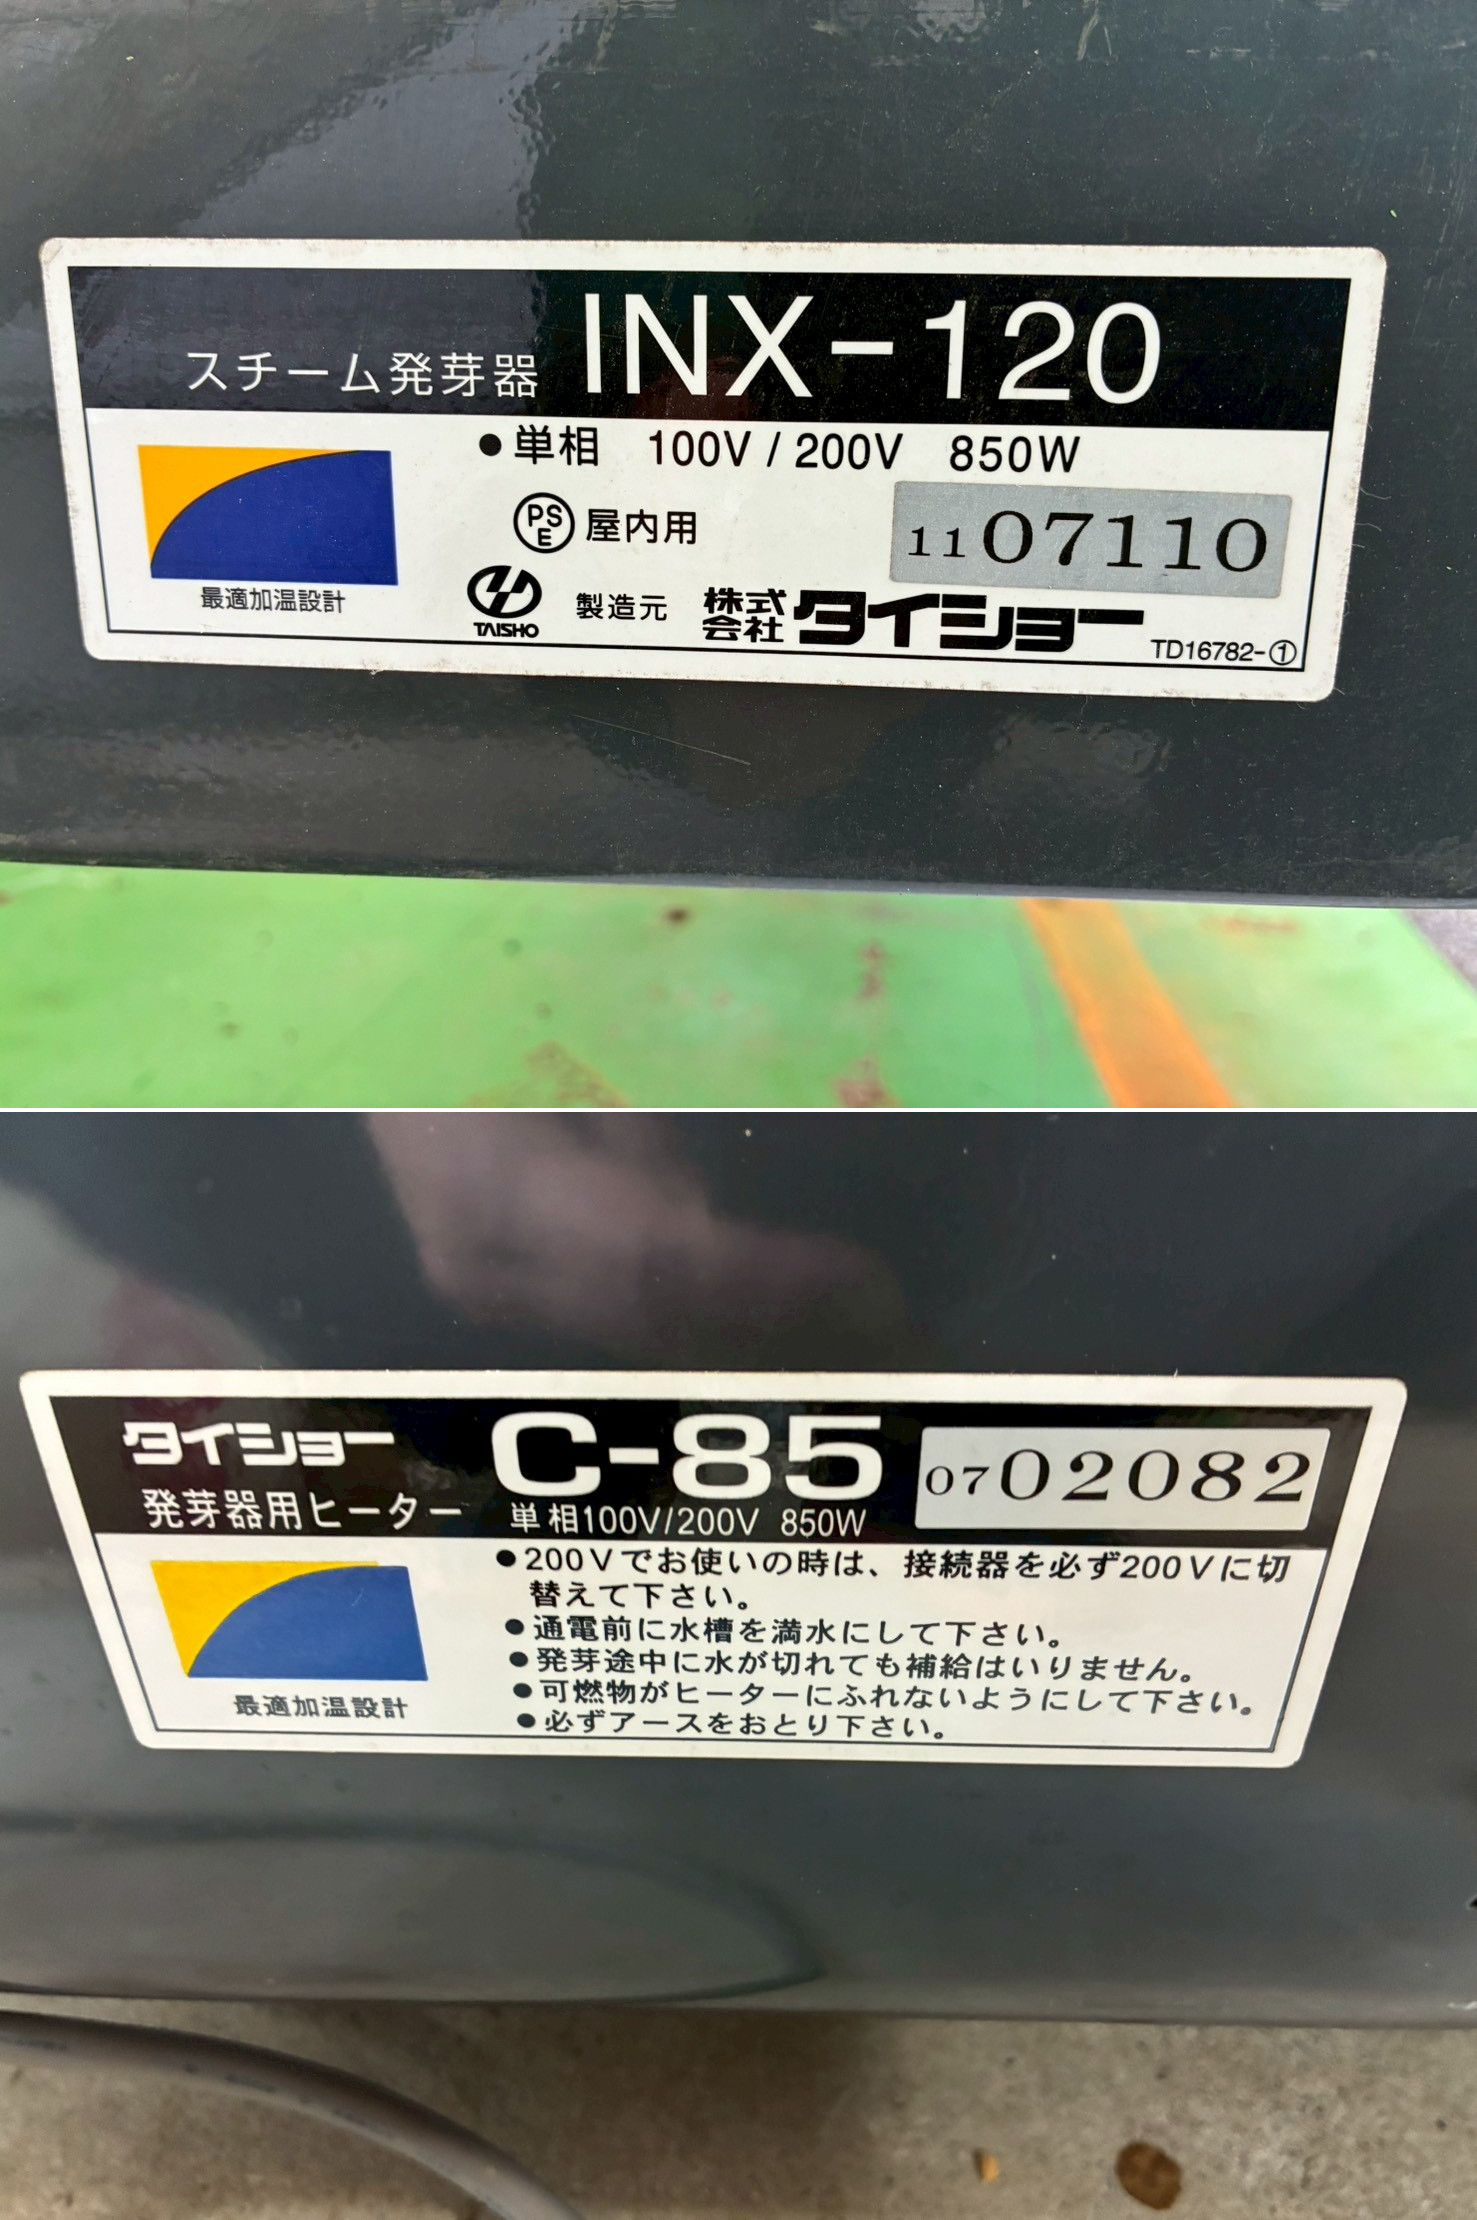 スチーム発芽器 INX-120
●単相 100V / 200V 850W
PSE 屋内用
1107110
最適加温設計
TAISHO 製造元 株式会社タイショー
TD16782-①
タイショー C-85 0702082
発芽器用ヒーター 単相100V/200V 850W
●200Vでお使いの時は、接続器を必ず200Vに切
替えて下さい。
●通電前に水槽を満水にして下さい。
●発芽途中に水が切れても補給はいりません。
●可燃物がヒーターにふれないようにして下さい。
●必ずアースをおとり下さい。
最適加温設計